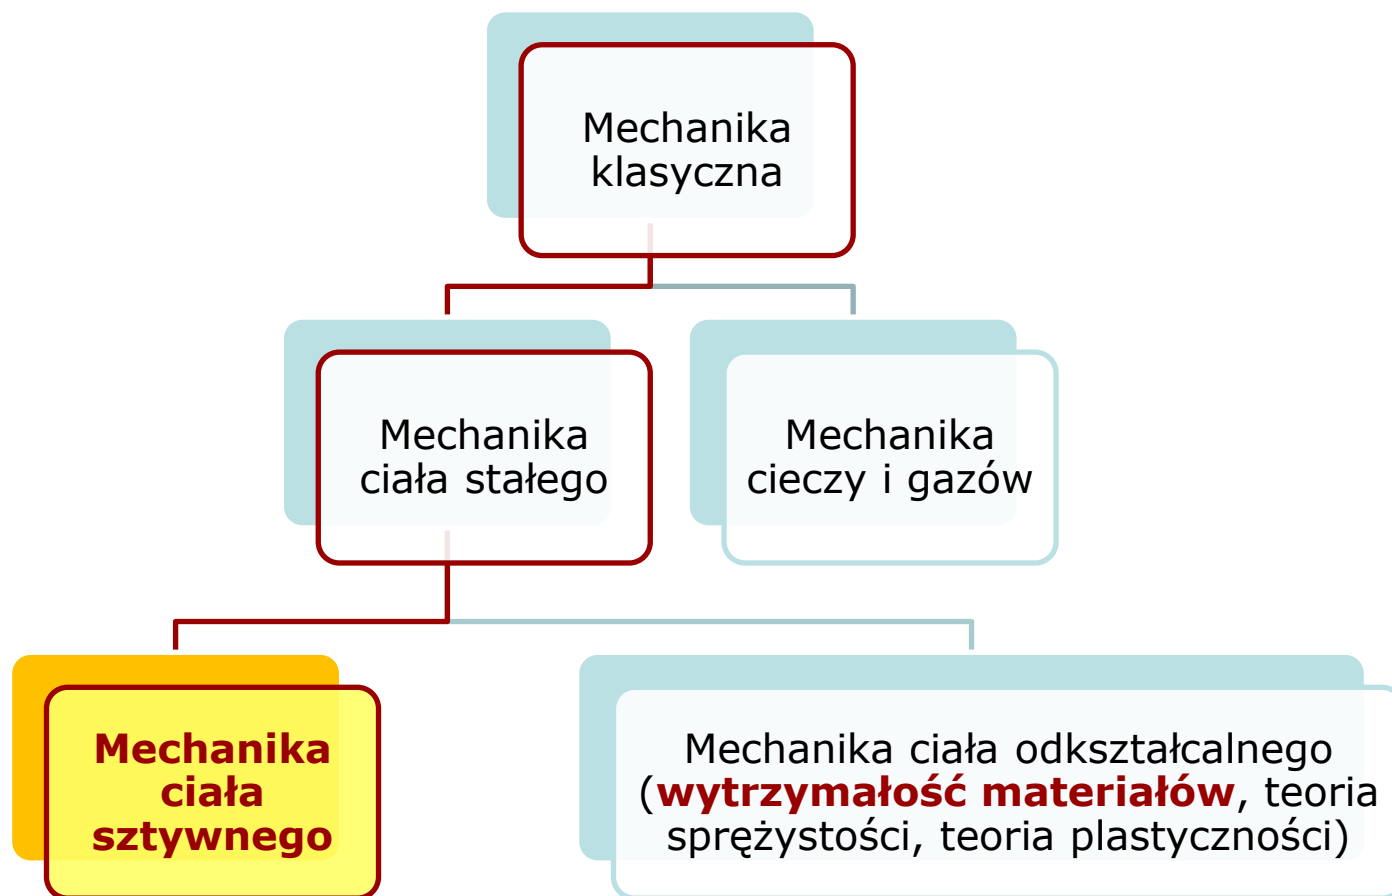 Mechanika
klasyczna
Mechanika
ciała stałego
Mechanika
cieczy i gazów
Mechanika
ciała
sztywnego
Mechanika ciała odkształcalnego
(wytrzymałość materiałów, teoria
sprężystości, teoria plastyczności)